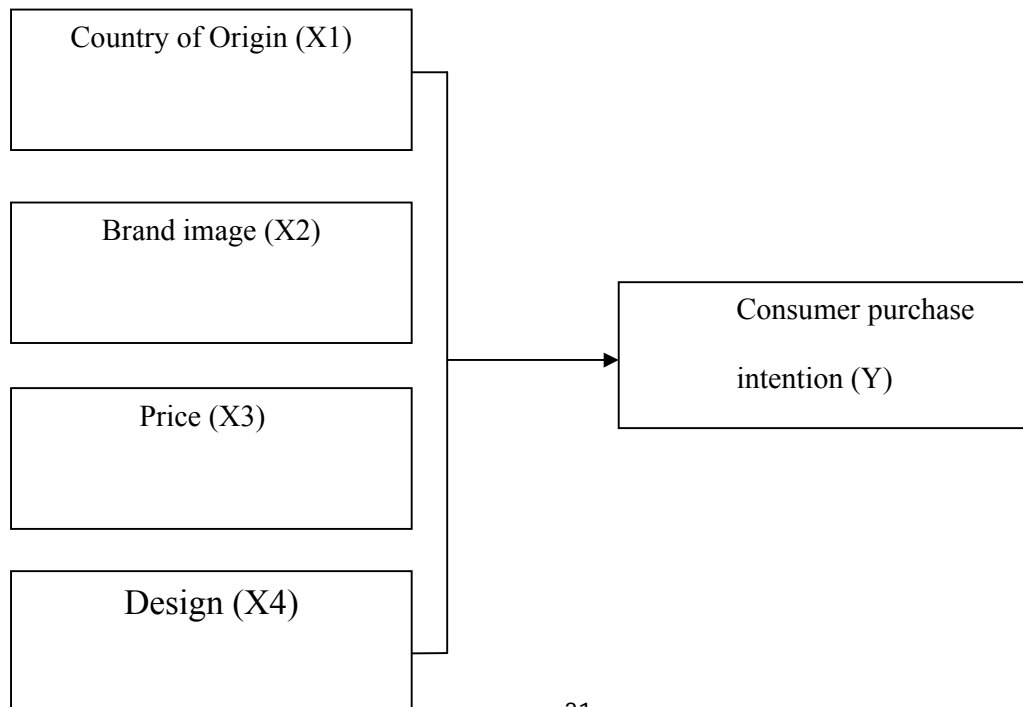 Country of Origin (X1)
Brand image (X2)
Consumer purchase
intention (Y)
Price (X3)
Design (X4)